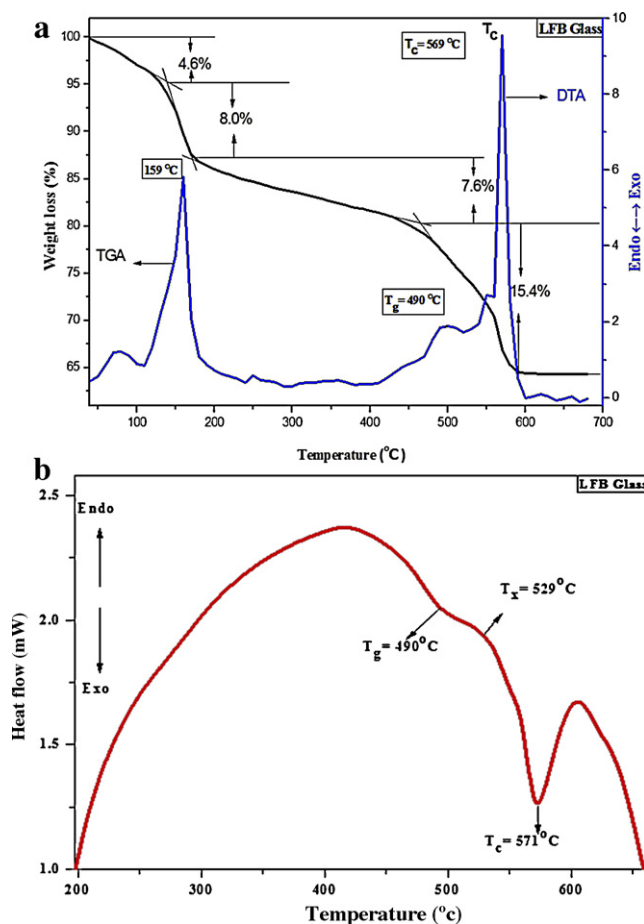 a
LFB Glass
T_c = 569 °C
T_c
4.6%
8.0%
7.6%
15.4%
DTA
159 °C
TGA
T_g = 490 °C
Weight loss (%)
100
95
90
85
80
75
70
65
10
8
6
4
2
0
Endo ←→ Exo
100 200 300 400 500 600 700
Temperature (°C)
b
LFB Glass
Endo
Exo
T_x = 529°C
T_g = 490°C
T_c = 571°C
Heat flow (mW)
2.5
2.0
1.5
1.0
200 300 400 500 600
Temperature (°c)